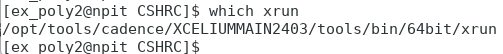 [ex_poly2@npit CSHRC]$ which xrun
/opt/tools/cadence/XCELIUMMAIN2403/tools/bin/64bit/xrun
[ex_poly2@npit CSHRC]$